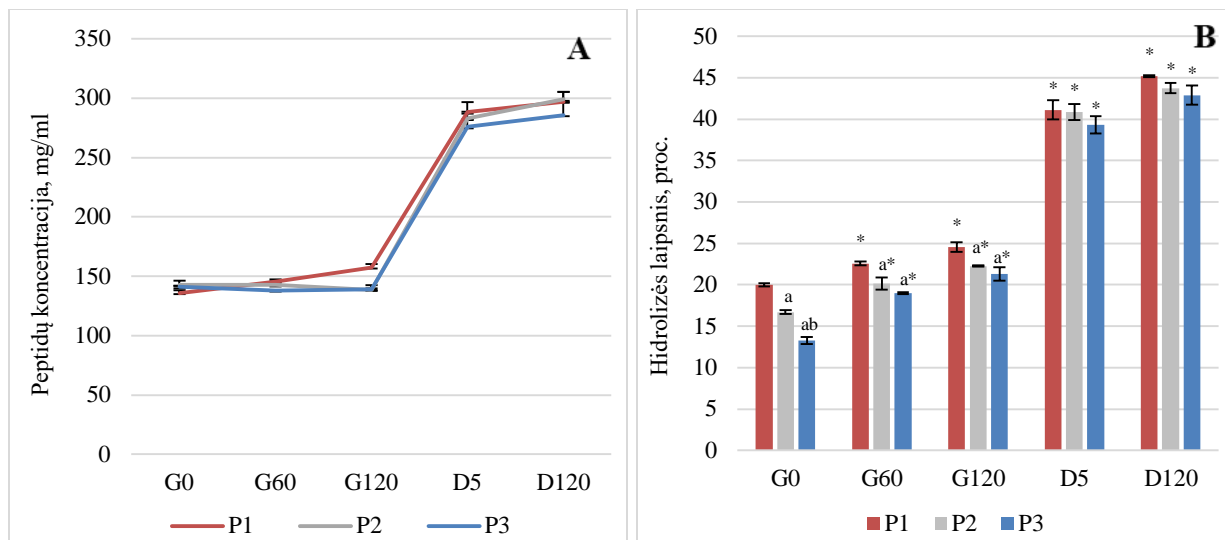 A
Peptidų koncentracija, mg/ml
350
300
250
200
150
100
50
0
G0 G60 G120 D5 D120
P1 P2 P3
B
Hidrolizės laipsnis, proc.
50
45
40
35
30
25
20
15
10
5
0
a ab
* a* a*
* a* a*
* * *
* * *
G0 G60 G120 D5 D120
P1 P2 P3